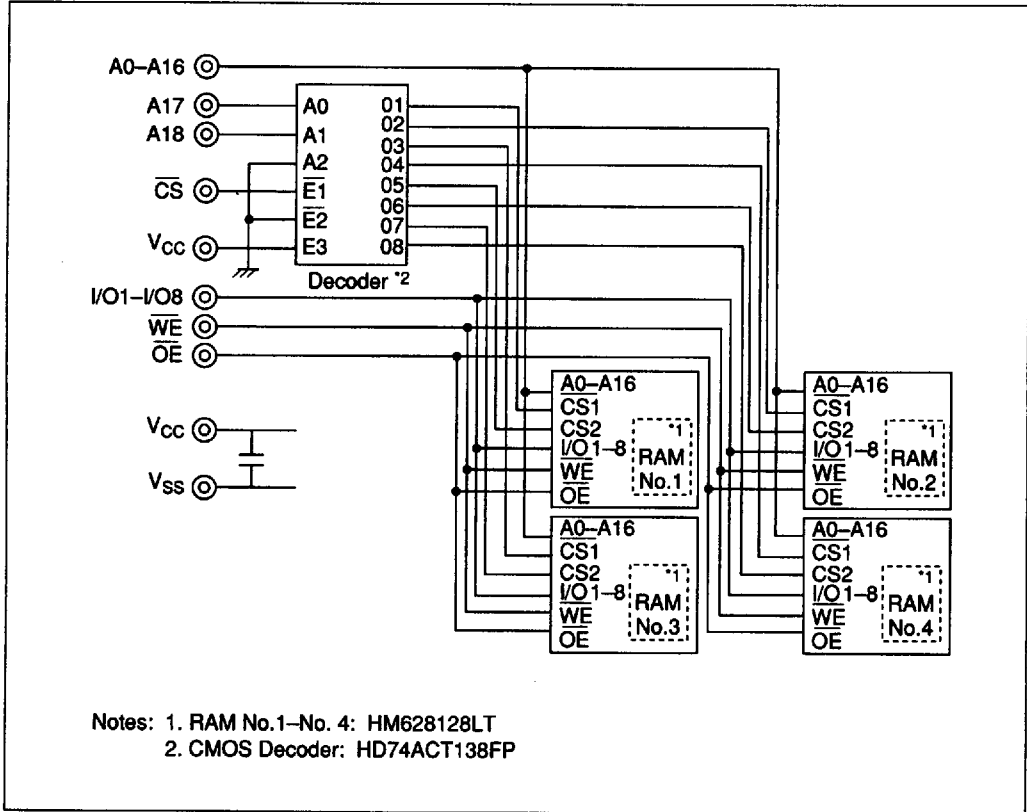 A0–A16
A17
A18
CS
VCC
I/O1–I/O8
WE
OE
VCC
VSS
A0 01
A1 02
A2 03
04
E1 05
E2 06
07
E3 08
Decoder *2
A0–A16
CS1
CS2 *1
I/O1–8 RAM
WE No.1
OE
A0–A16
CS1
CS2 *1
I/O1–8 RAM
WE No.2
OE
A0–A16
CS1
CS2 *1
I/O1–8 RAM
WE No.3
OE
A0–A16
CS1
CS2 *1
I/O1–8 RAM
WE No.4
OE
Notes: 1. RAM No.1–No. 4: HM628128LT
2. CMOS Decoder: HD74ACT138FP